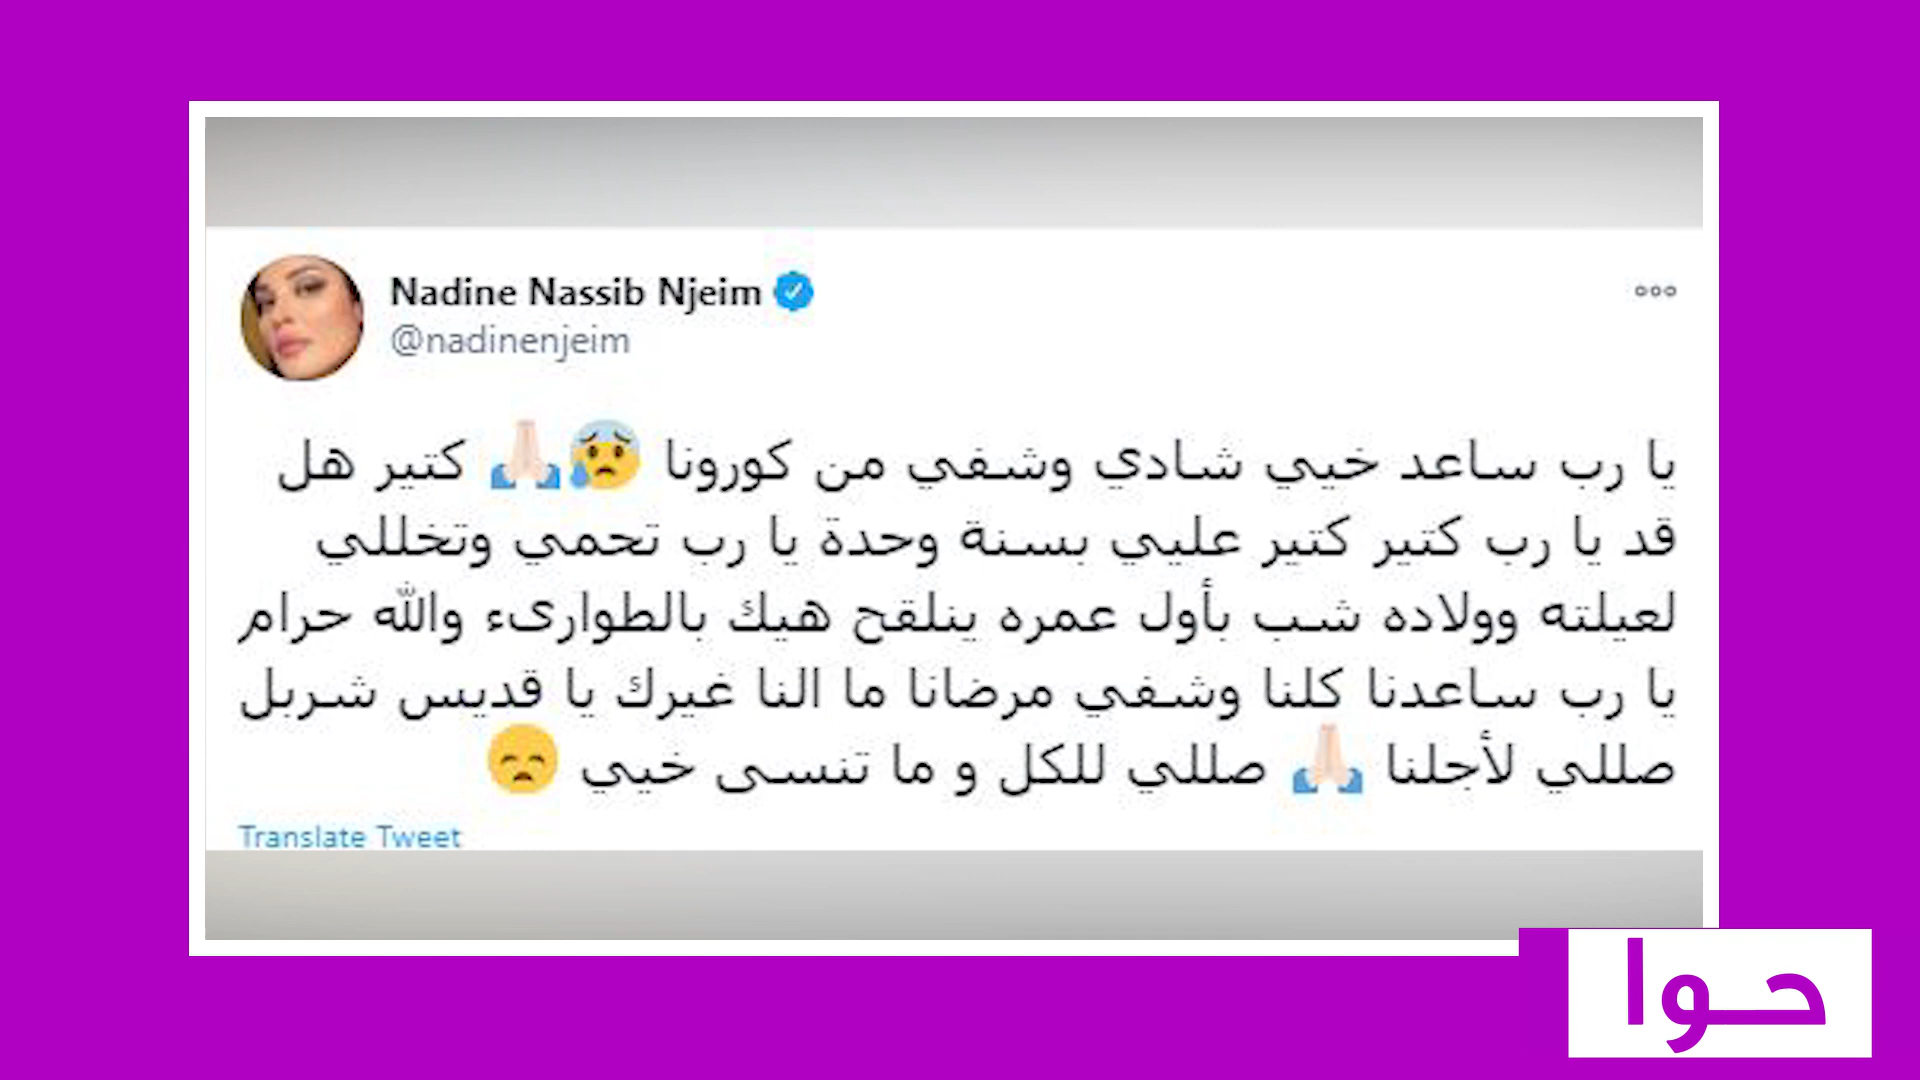 Nadine Nassib Njeim
@nadinenjeim
يا رب ساعد خيي شادي وشفي من كورونا 😰🙏🏻 كتير هل
قد يا رب كتير كتير عليي بسنة وحدة يا رب تحمي وتخللي
لعيلته وولاده شب بأول عمره ينلقح هيك بالطوارىء والله حرام
يا رب ساعدنا كلنا وشفي مرضانا ما النا غيرك يا قديس شربل
صللي لأجلنا 🙏🏻 صللي للكل و ما تنسى خيي 😞
Translate Tweet
حوا